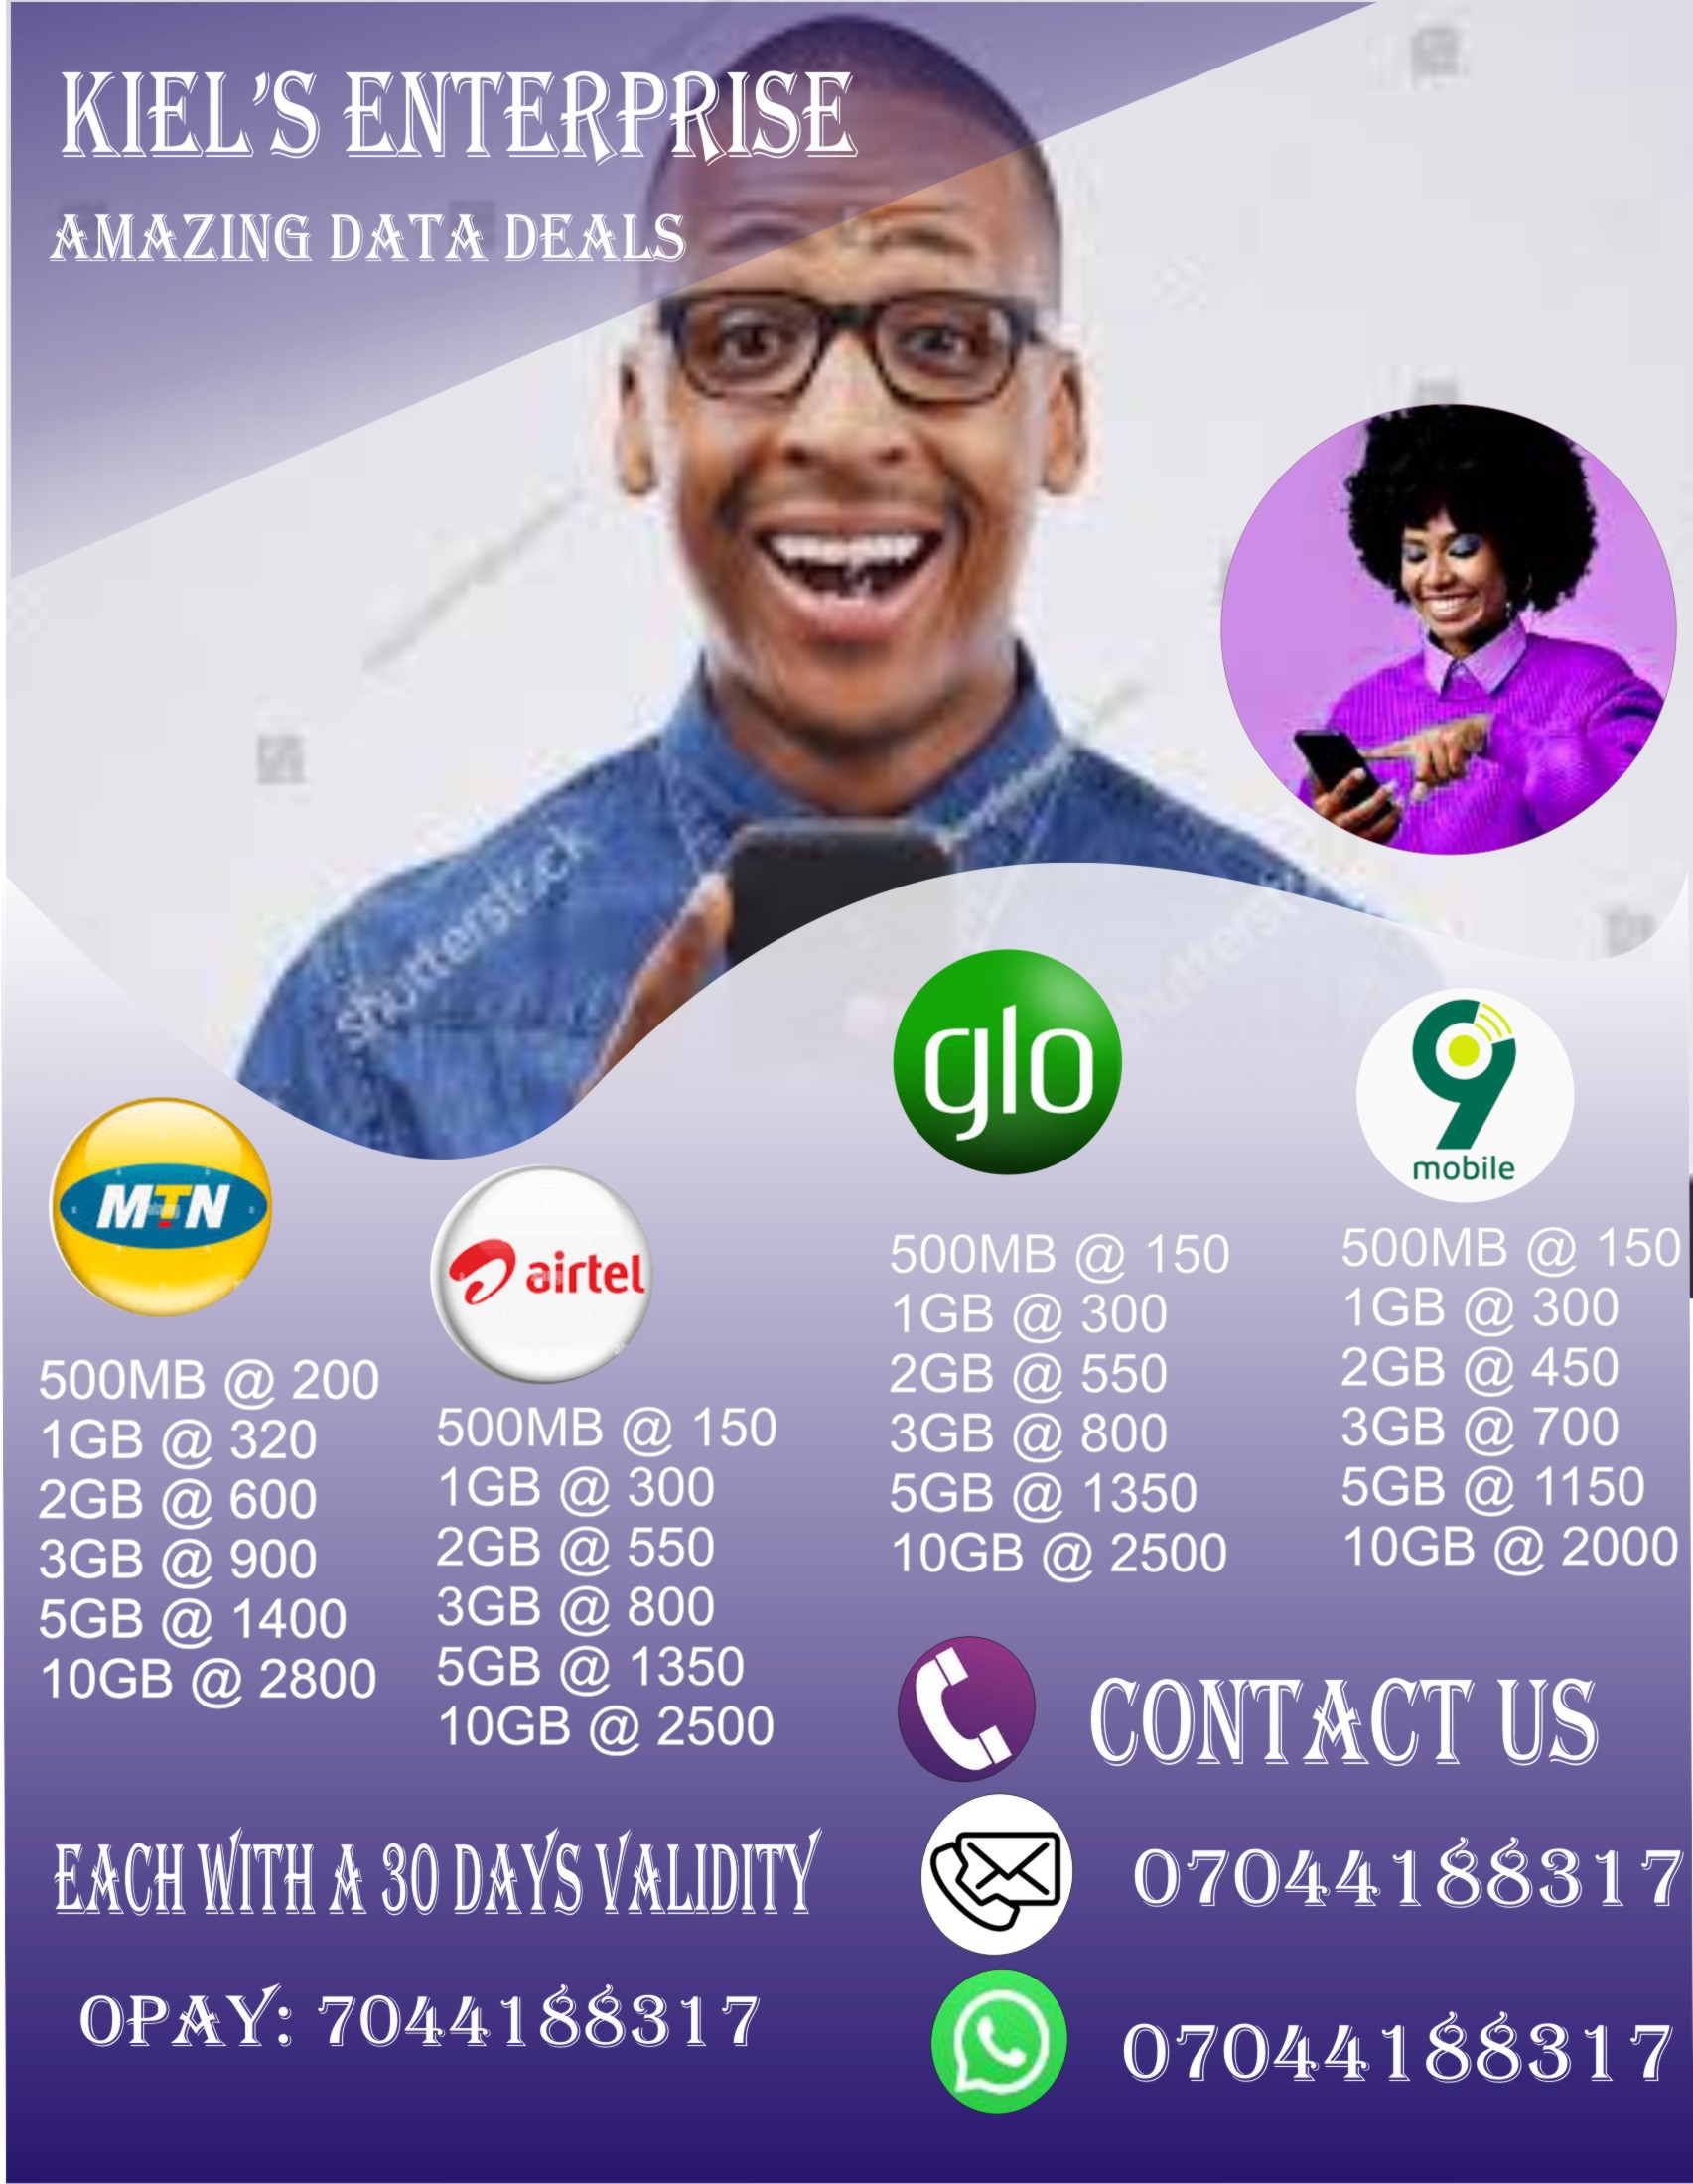 KIEL'S ENTERPRISE
AMAZING DATA DEALS
shutterstock
MTN
500MB @ 200
1GB @ 320
2GB @ 600
3GB @ 900
5GB @ 1400
10GB @ 2800
airtel
500MB @ 150
1GB @ 300
2GB @ 550
3GB @ 800
5GB @ 1350
10GB @ 2500
glo
500MB @ 150
1GB @ 300
2GB @ 550
3GB @ 800
5GB @ 1350
10GB @ 2500
9
mobile
500MB @ 150
1GB @ 300
2GB @ 450
3GB @ 700
5GB @ 1150
10GB @ 2000
EACH WITH A 30 DAYS VALIDITY
OPAY: 7044188317
CONTACT US
07044188317
07044188317